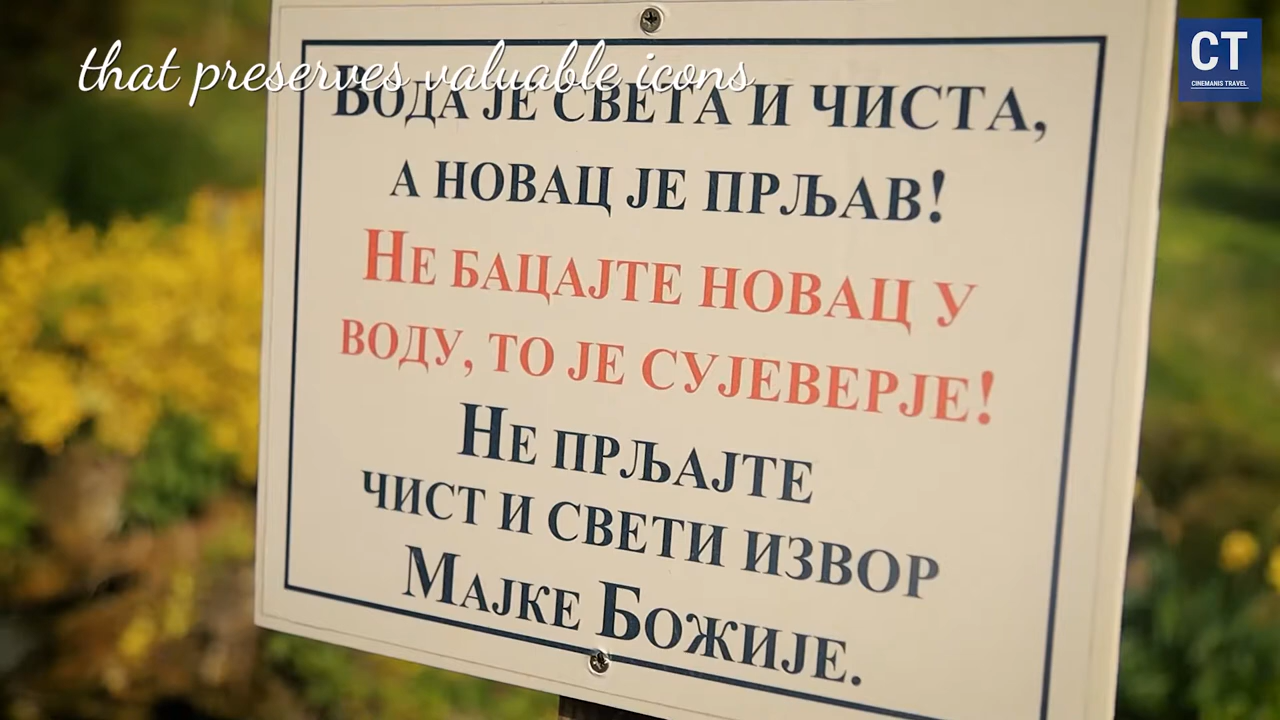 that preserves valuable icons
CT
CINEMANIS TRAVEL
ВОДА ЈЕ СВЕТА И ЧИСТА,
А НОВАЦ ЈЕ ПРЉАВ!
НЕ БАЦАЈТЕ НОВАЦ У
ВОДУ, ТО ЈЕ СУЈЕВЕРЈЕ!
НЕ ПРЉАЈТЕ
ЧИСТ И СВЕТИ ИЗВОР
МАЈКЕ БОЖИЈЕ.